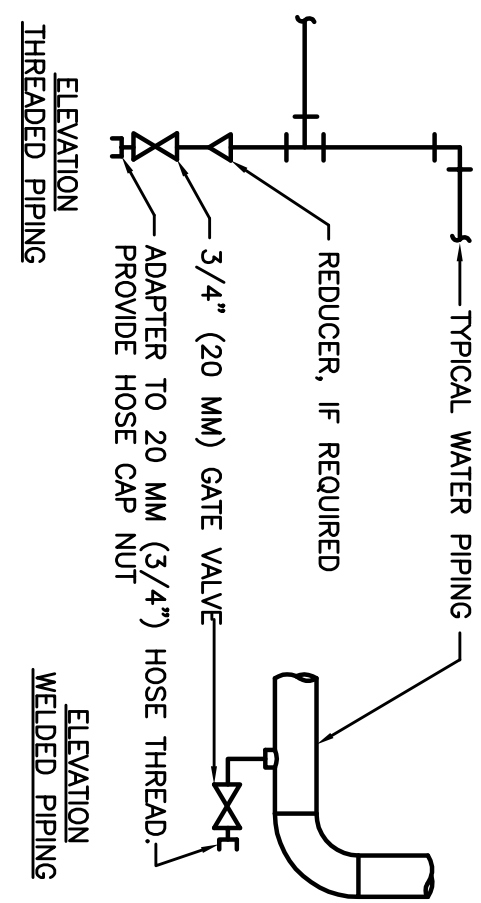 TYPICAL WATER PIPING
REDUCER, IF REQUIRED
3/4" (20 MM) GATE VALVE
ADAPTER TO 20 MM (3/4") HOSE THREAD.
PROVIDE HOSE CAP NUT
ELEVATION
THREADED PIPING
ELEVATION
WELDED PIPING